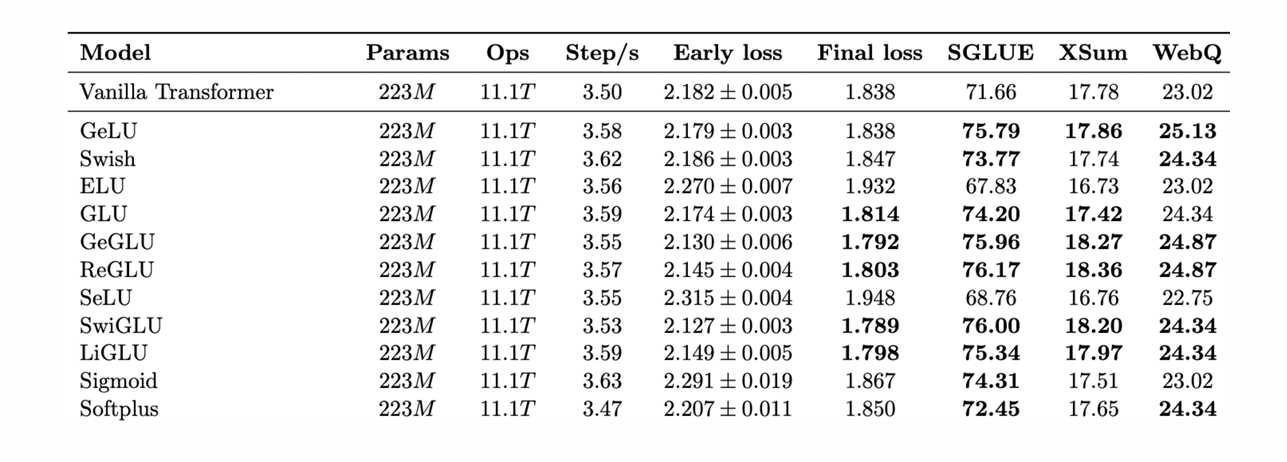 Model Params Ops Step/s Early loss Final loss SGLUE XSum WebQ
Vanilla Transformer 223M 11.1T 3.50 2.182 ± 0.005 1.838 71.66 17.78 23.02
GeLU 223M 11.1T 3.58 2.179 ± 0.003 1.838 75.79 17.86 25.13
Swish 223M 11.1T 3.62 2.186 ± 0.003 1.847 73.77 17.74 24.34
ELU 223M 11.1T 3.56 2.270 ± 0.007 1.932 67.83 16.73 23.02
GLU 223M 11.1T 3.59 2.174 ± 0.003 1.814 74.20 17.42 24.34
GeGLU 223M 11.1T 3.55 2.130 ± 0.006 1.792 75.96 18.27 24.87
ReGLU 223M 11.1T 3.57 2.145 ± 0.004 1.803 76.17 18.36 24.87
SeLU 223M 11.1T 3.55 2.315 ± 0.004 1.948 68.76 16.76 22.75
SwiGLU 223M 11.1T 3.53 2.127 ± 0.003 1.789 76.00 18.20 24.34
LiGLU 223M 11.1T 3.59 2.149 ± 0.005 1.798 75.34 17.97 24.34
Sigmoid 223M 11.1T 3.63 2.291 ± 0.019 1.867 74.31 17.51 23.02
Softplus 223M 11.1T 3.47 2.207 ± 0.011 1.850 72.45 17.65 24.34